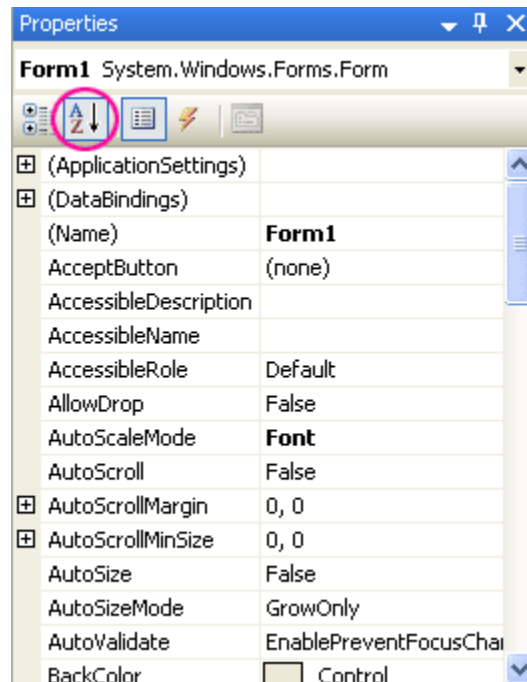 Properties
Form1 System.Windows.Forms.Form
A
Z
(ApplicationSettings)
(DataBindings)
(Name) Form1
AcceptButton (none)
AccessibleDescription
AccessibleName
AccessibleRole Default
AllowDrop False
AutoScaleMode Font
AutoScroll False
AutoScrollMargin 0, 0
AutoScrollMinSize 0, 0
AutoSize False
AutoSizeMode GrowOnly
AutoValidate EnablePreventFocusChar
BackColor Control